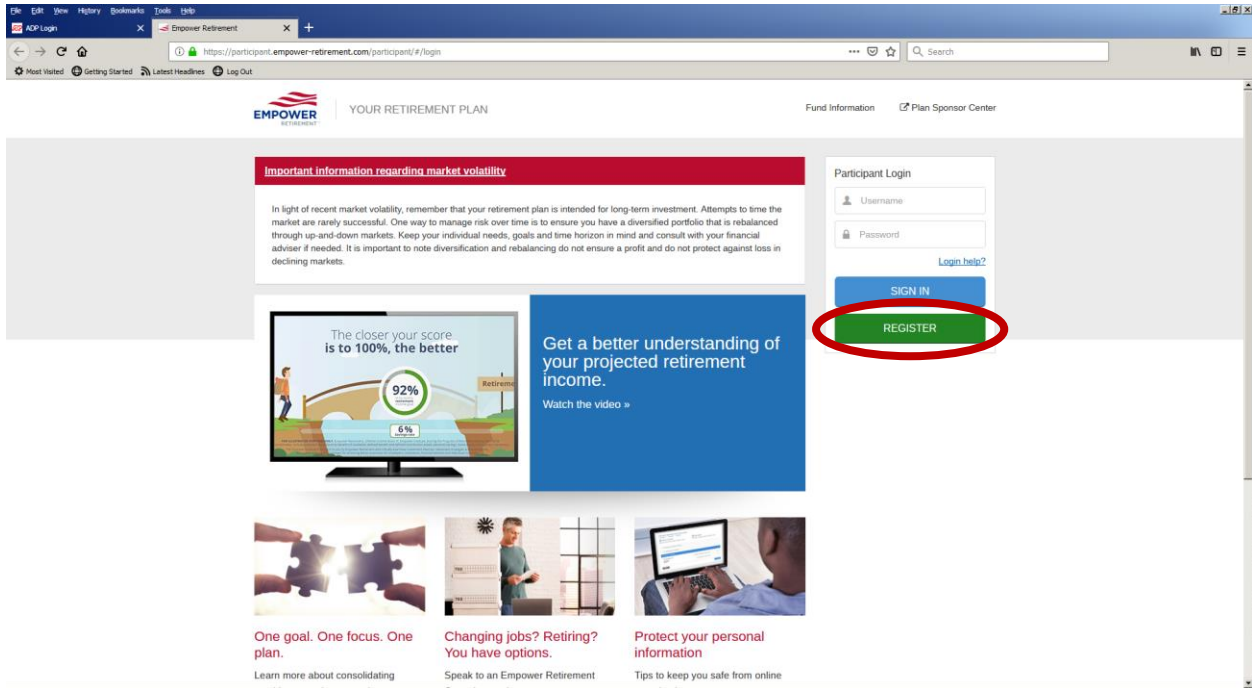 File Edit View History Bookmarks Tools Help
ADP Login
Empower Retirement
https://participant.empower-retirement.com/participant/#/login
Search
Most Visited Getting Started Latest Headlines Log Out
EMPOWER
RETIREMENT
YOUR RETIREMENT PLAN
Fund Information Plan Sponsor Center
Important information regarding market volatility
In light of recent market volatility, remember that your retirement plan is intended for long-term investment. Attempts to time the
market are rarely successful. One way to manage risk over time is to ensure you have a diversified portfolio that is rebalanced
through up-and-down markets. Keep your individual needs, goals and time horizon in mind and consult with your financial
adviser if needed. It is important to note diversification and rebalancing do not ensure a profit and do not protect against loss in
declining markets.
Participant Login
Username
Password
Login help?
SIGN IN
REGISTER
The closer your score
is to 100%, the better
92%
Retireme
6%
Get a better understanding of
your projected retirement
income.
Watch the video »
One goal. One focus. One
plan.
Learn more about consolidating
Changing jobs? Retiring?
You have options.
Speak to an Empower Retirement
Protect your personal
information
Tips to keep you safe from online